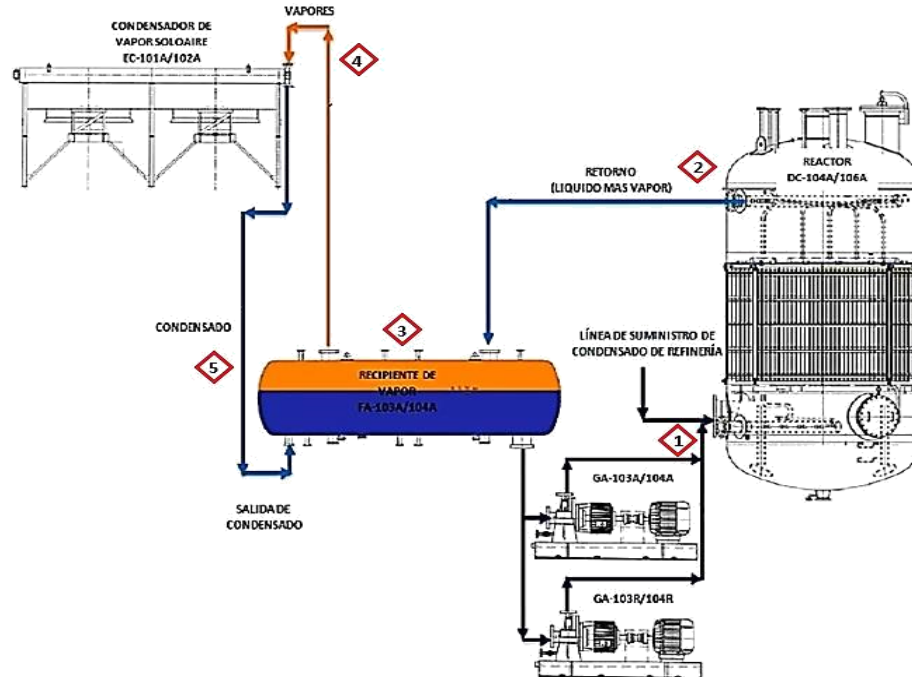 VAPORES
CONDENSADOR DE
VAPOR SOLOAIRE
EC-101A/102A
4
2
REACTOR
DC-104A/106A
RETORNO
(LIQUIDO MAS VAPOR)
CONDENSADO
5
3
LÍNEA DE SUMINISTRO DE
CONDENSADO DE REFINERÍA
RECIPIENTE DE
VAPOR
FA-103A/104A
1
SALIDA DE
CONDENSADO
GA-103A/104A
GA-103R/104R